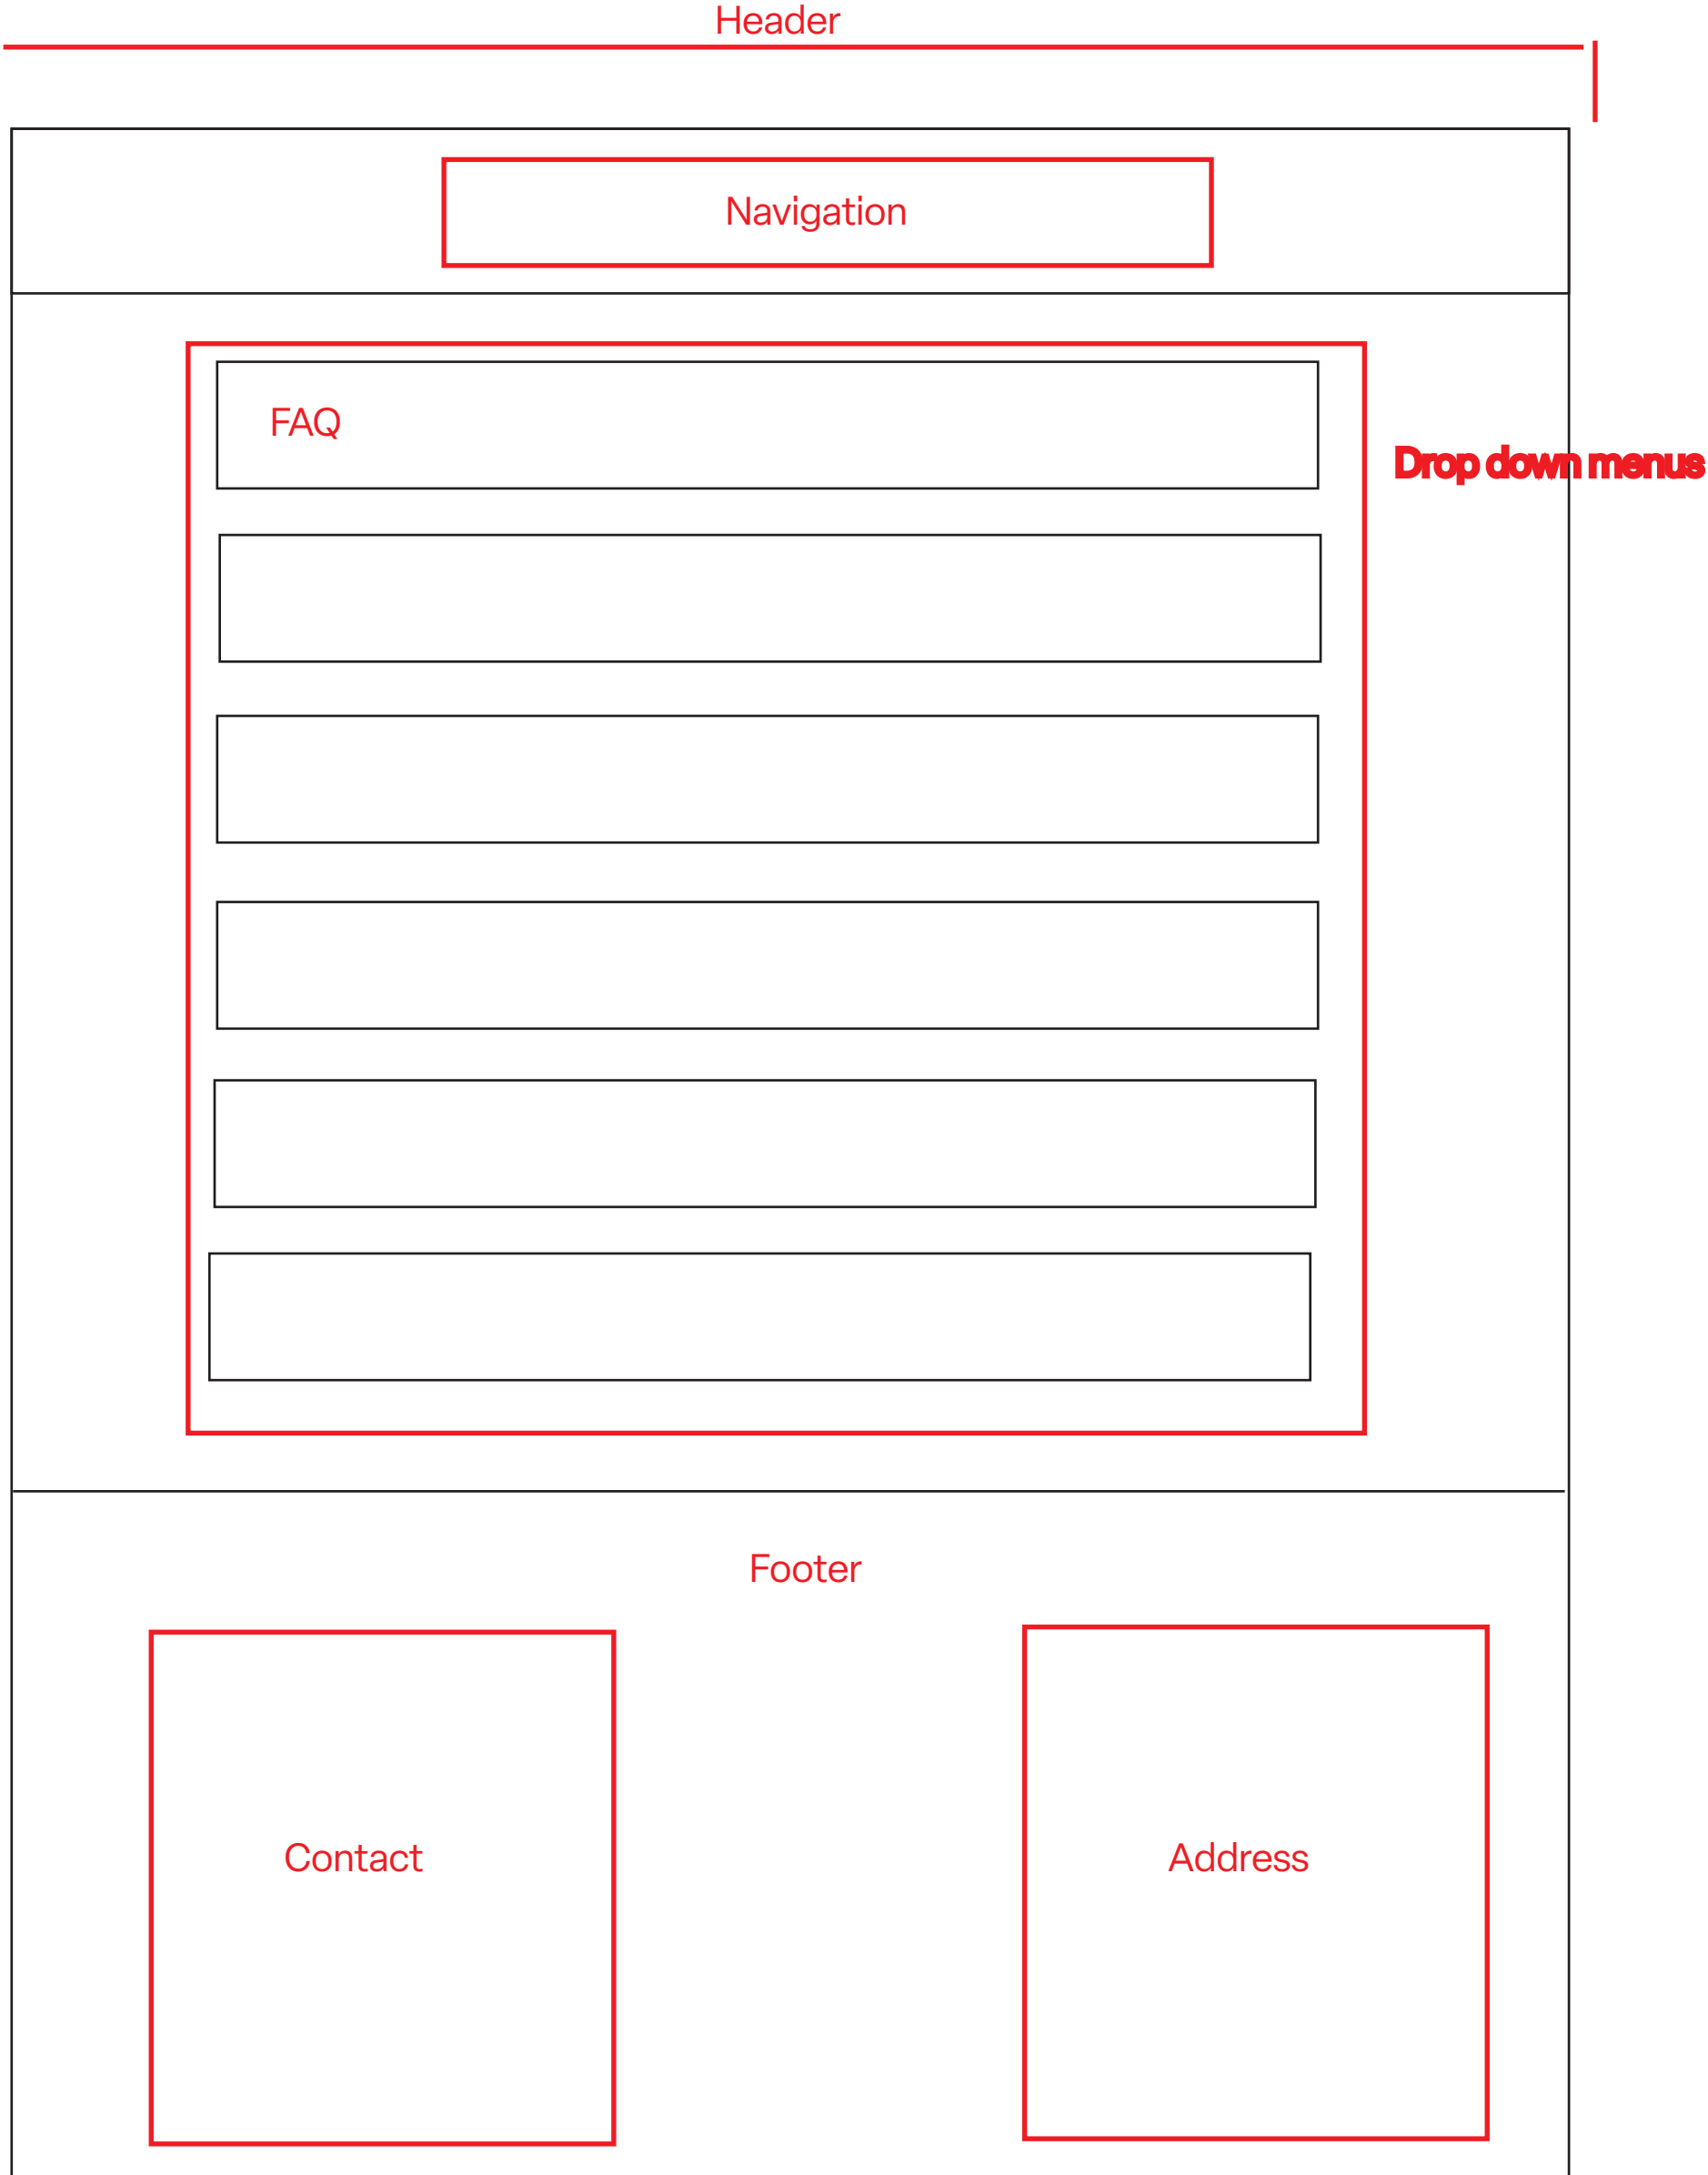 Header
Navigation
FAQ
Drop down menus
Footer
Contact
Address